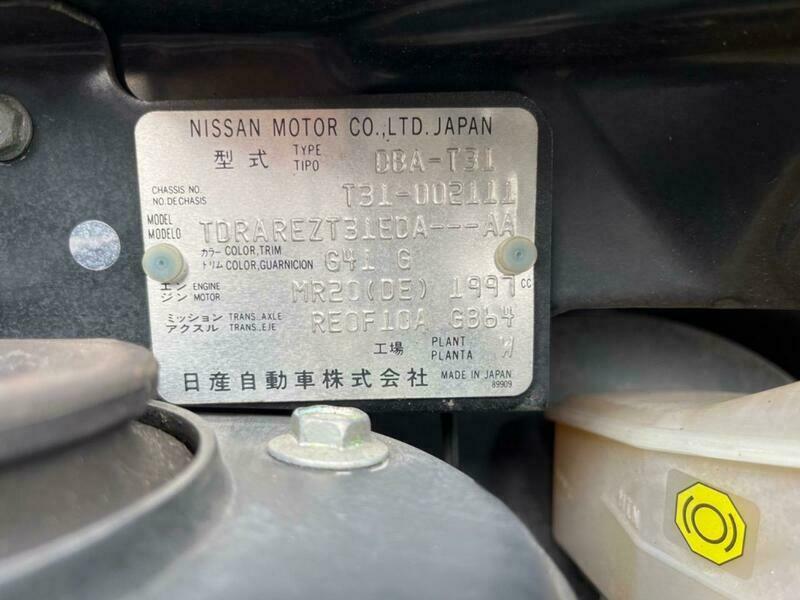 NISSAN MOTOR CO.,LTD. JAPAN
型式 TYPE TIPO DBA-T31
CHASSIS NO. NO.DE CHASIS T31-002111
MODEL MODELO TDRAREZT31EDA---AA
カラー COLOR,TRIM トリム COLOR,GUARNICION G41 G
エンジン ENGINE MOTOR MR20(DE) 1997 CC
ミッション TRANS. AXLE アクスル TRANS. EJE RE0F10A GB64
工場 PLANT PLANTA W
日産自動車株式会社 MADE IN JAPAN
89909